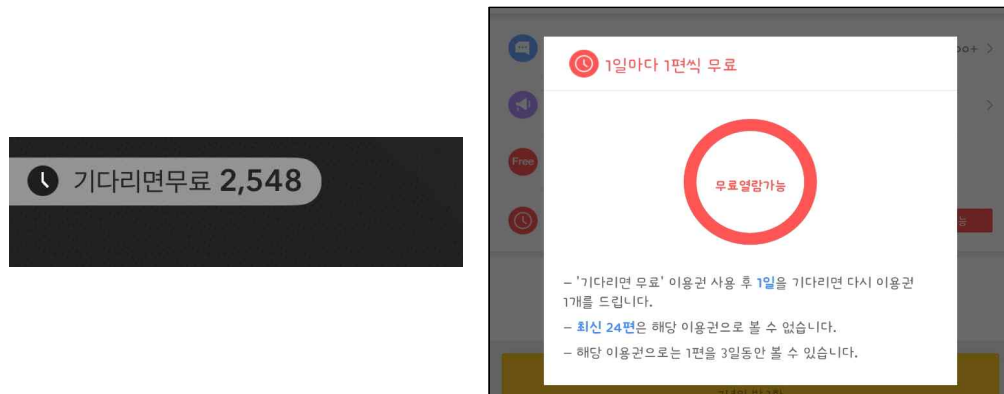 기다리면무료 2,548
1일마다 1편씩 무료
무료열람가능
– '기다리면 무료' 이용권 사용 후 1일을 기다리면 다시 이용권
1개를 드립니다.
– 최신 24편은 해당 이용권으로 볼 수 없습니다.
– 해당 이용권으로는 1편을 3일동안 볼 수 있습니다.
Free